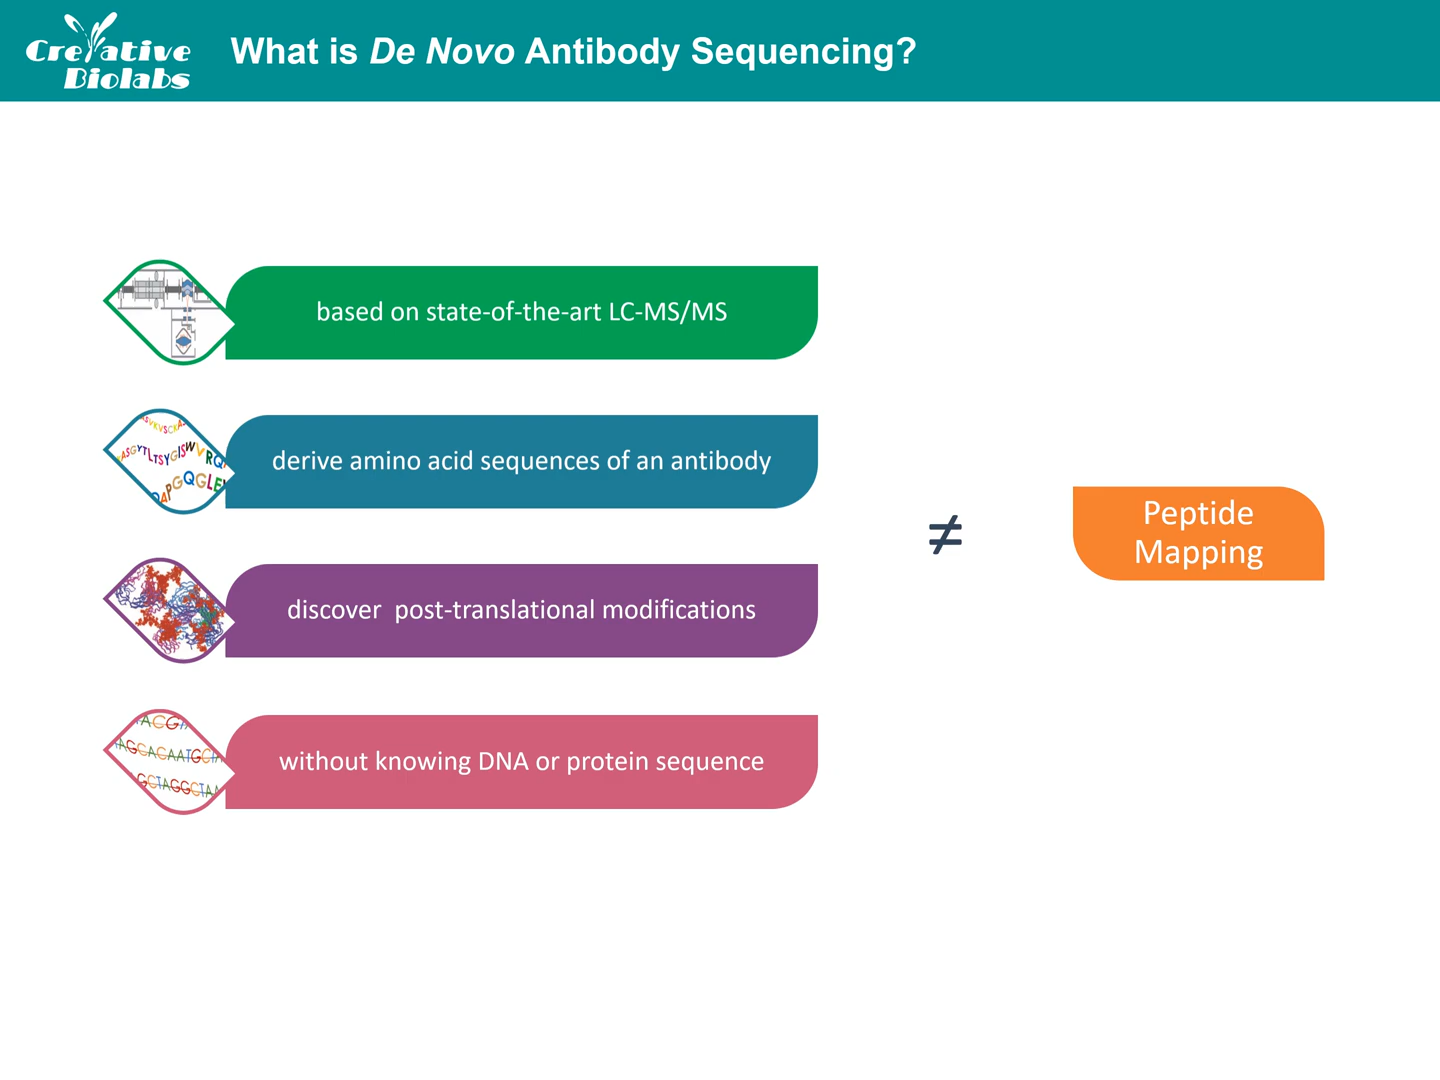 Creative
Biolabs
What is De Novo Antibody Sequencing?
based on state-of-the-art LC-MS/MS
derive amino acid sequences of an antibody
discover  post-translational modifications
without knowing DNA or protein sequence
≠
Peptide
Mapping